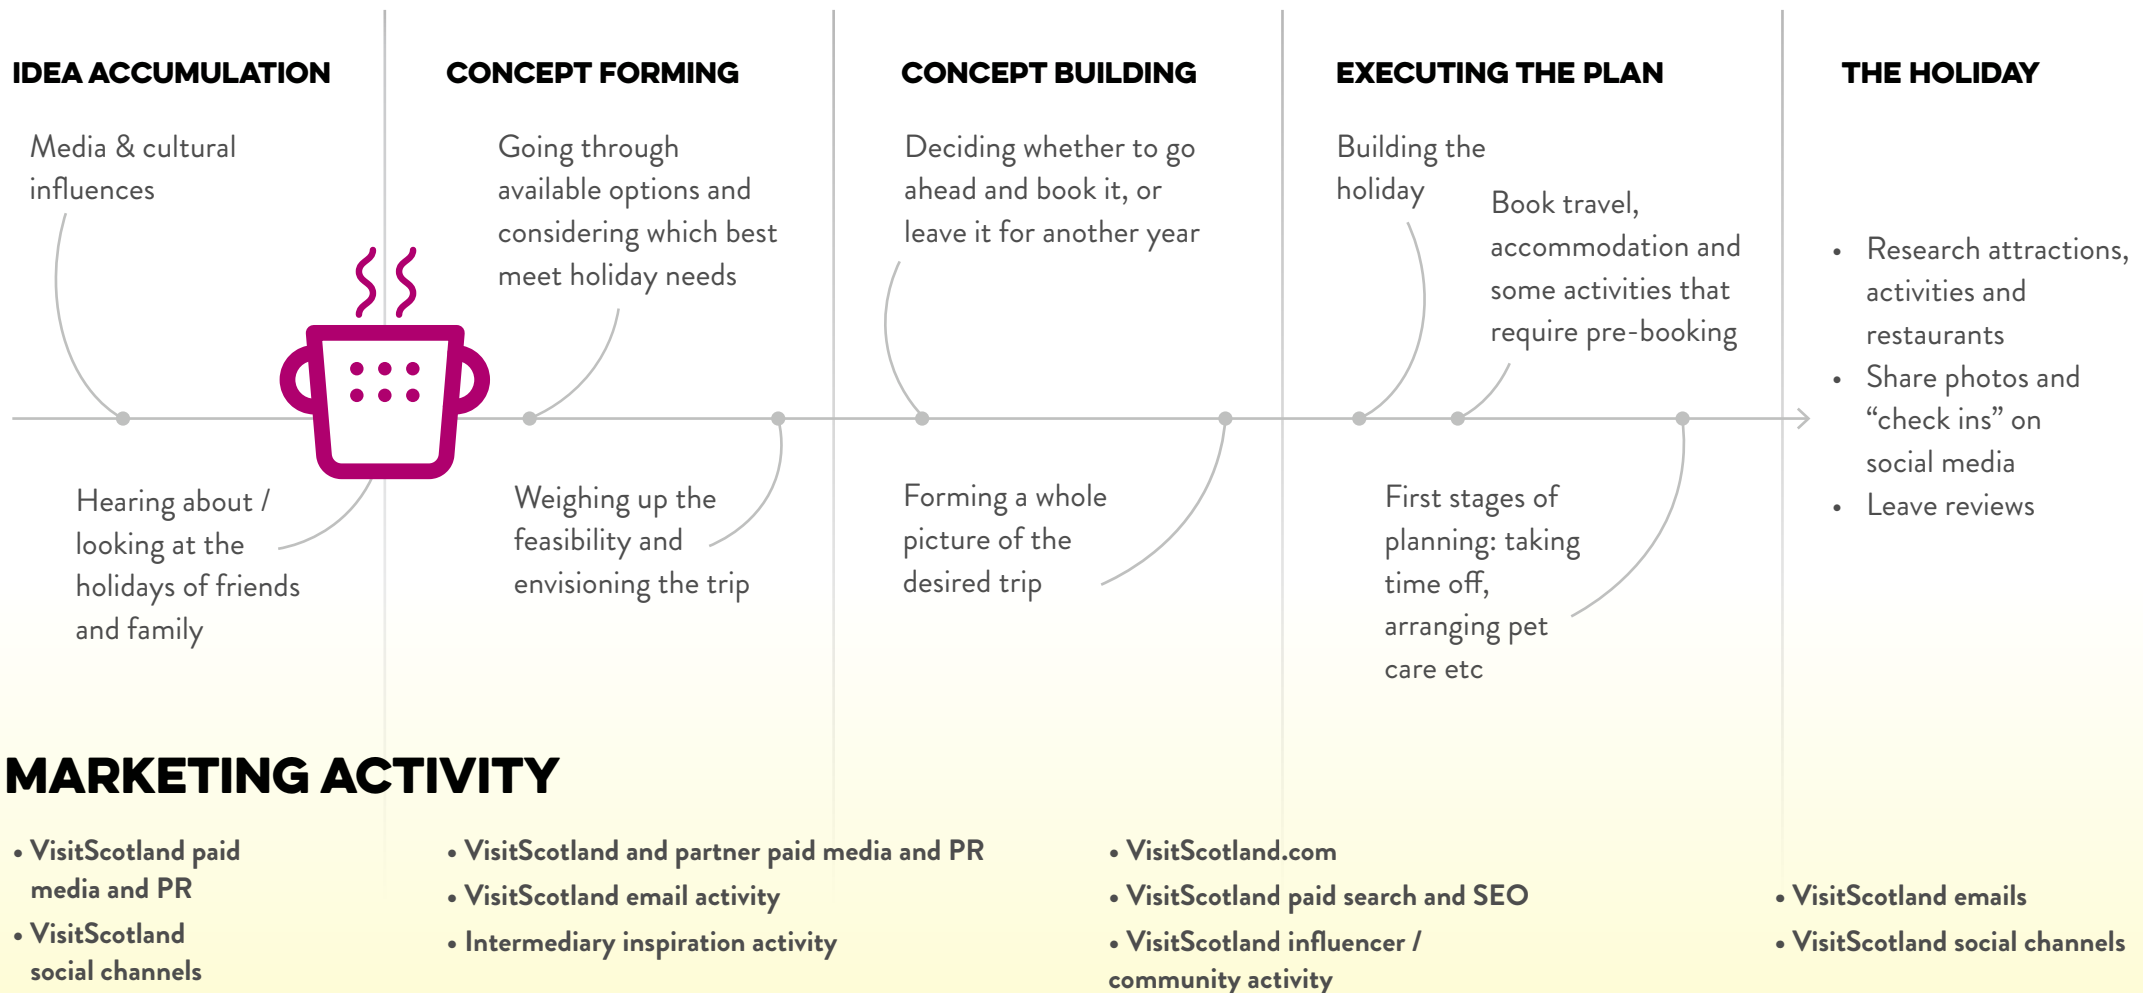 IDEA ACCUMULATION
Media & cultural
influences
Hearing about /
looking at the
holidays of friends
and family
CONCEPT FORMING
Going through
available options and
considering which best
meet holiday needs
Weighing up the
feasibility and
envisioning the trip
CONCEPT BUILDING
Deciding whether to go
ahead and book it, or
leave it for another year
Forming a whole
picture of the
desired trip
EXECUTING THE PLAN
Building the
holiday
Book travel,
accommodation and
some activities that
require pre-booking
First stages of
planning: taking
time off,
arranging pet
care etc
THE HOLIDAY
• Research attractions,
activities and
restaurants
• Share photos and
“check ins” on
social media
• Leave reviews
MARKETING ACTIVITY
• VisitScotland paid
media and PR
• VisitScotland
social channels
• VisitScotland and partner paid media and PR
• VisitScotland email activity
• Intermediary inspiration activity
• VisitScotland.com
• VisitScotland paid search and SEO
• VisitScotland influencer /
community activity
• VisitScotland emails
• VisitScotland social channels